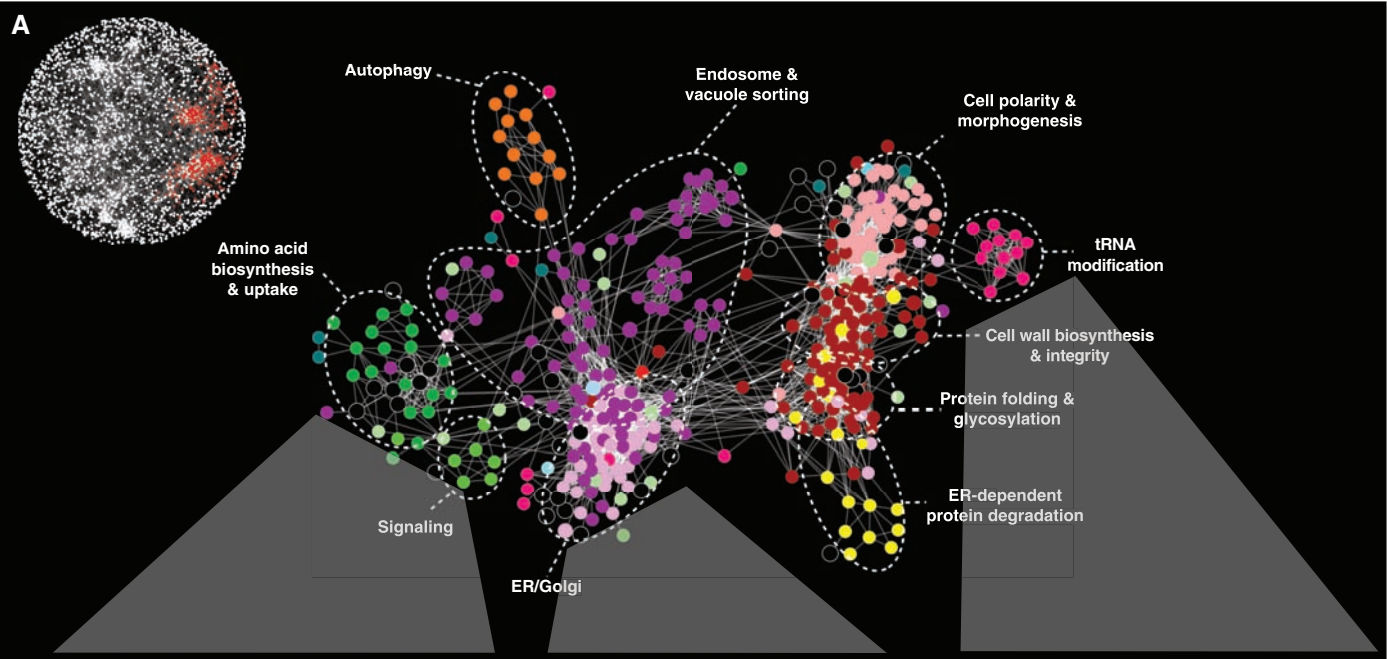 A
Autophagy
Endosome &
vacuole sorting
Cell polarity &
morphogenesis
Amino acid
biosynthesis
& uptake
tRNA
modification
Cell wall biosynthesis
& integrity
Protein folding &
glycosylation
ER-dependent
protein degradation
Signaling
ER/Golgi